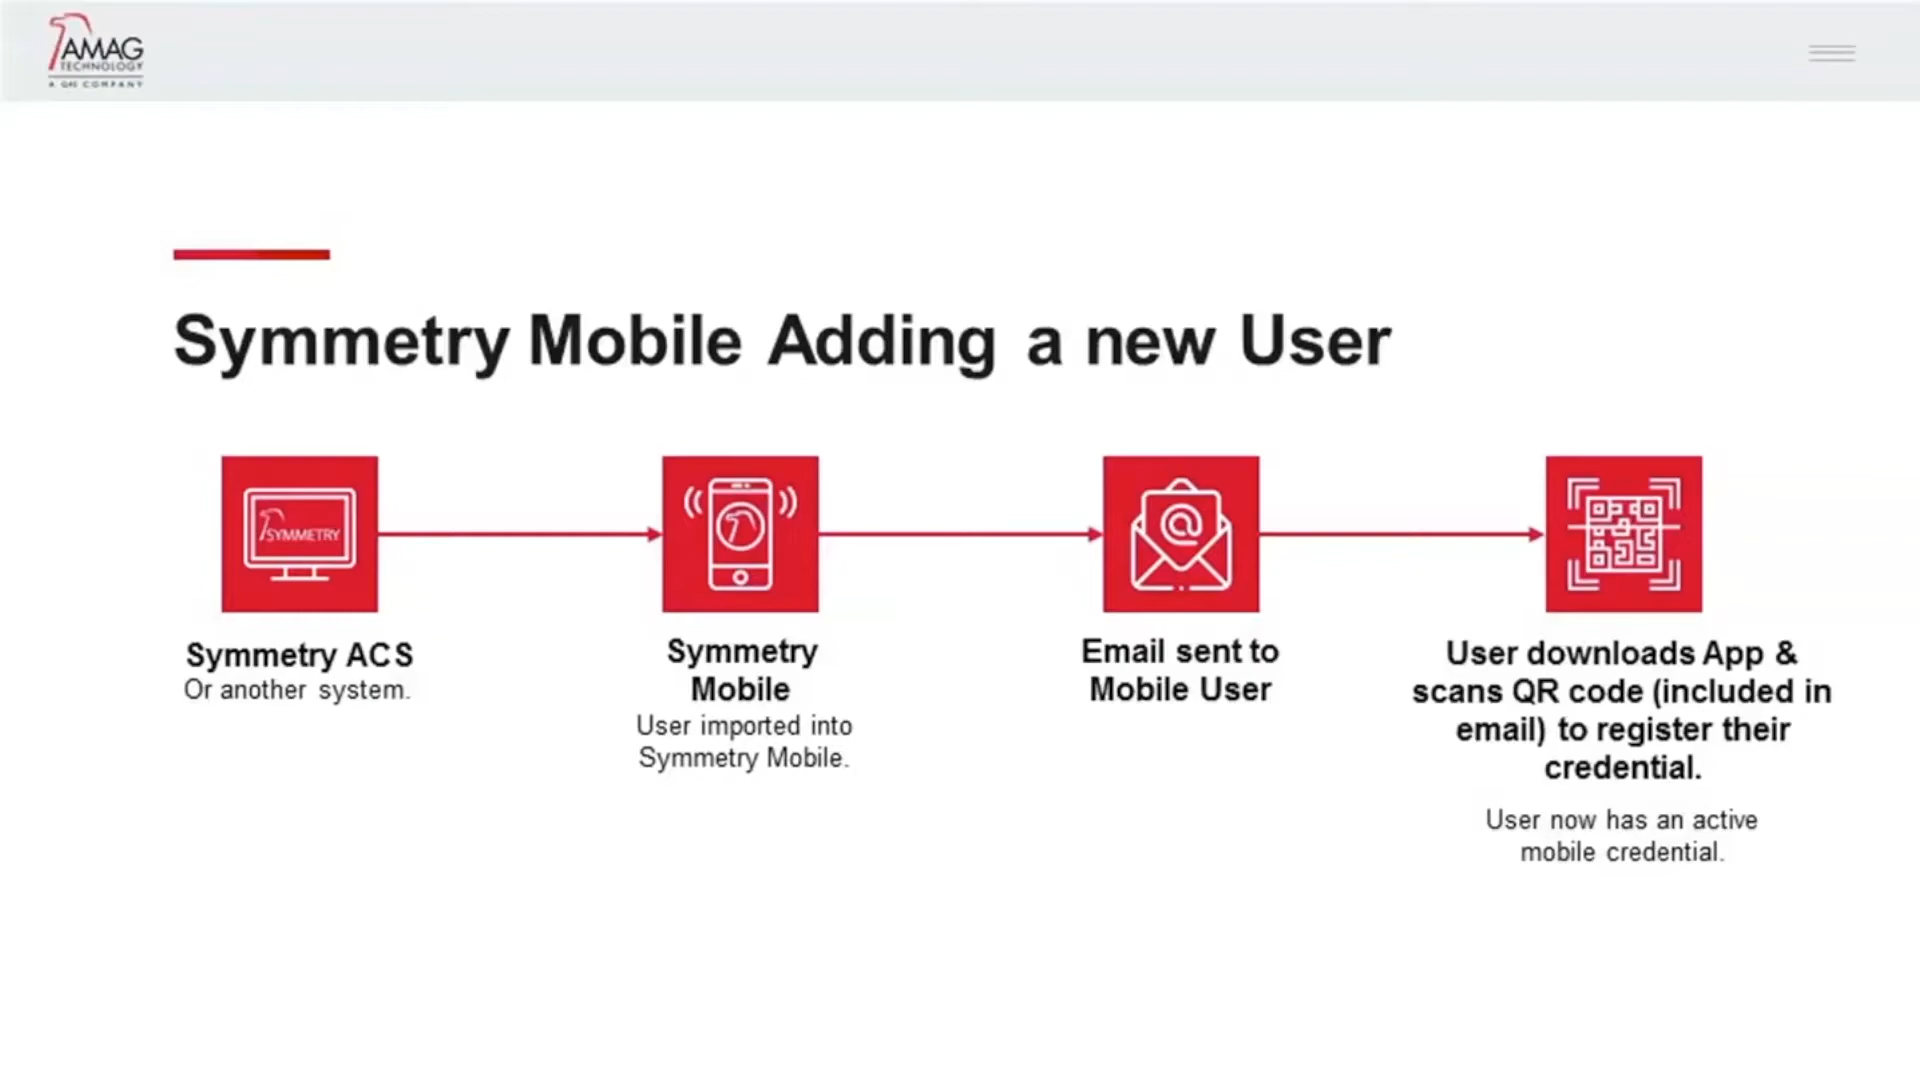 AMAG
TECHNOLOGY
A G4S COMPANY
Symmetry Mobile Adding a new User
SYMMETRY
Symmetry ACS
Or another system.
Symmetry
Mobile
User imported into
Symmetry Mobile.
@
Email sent to
Mobile User
User downloads App &
scans QR code (included in
email) to register their
credential.
User now has an active
mobile credential.